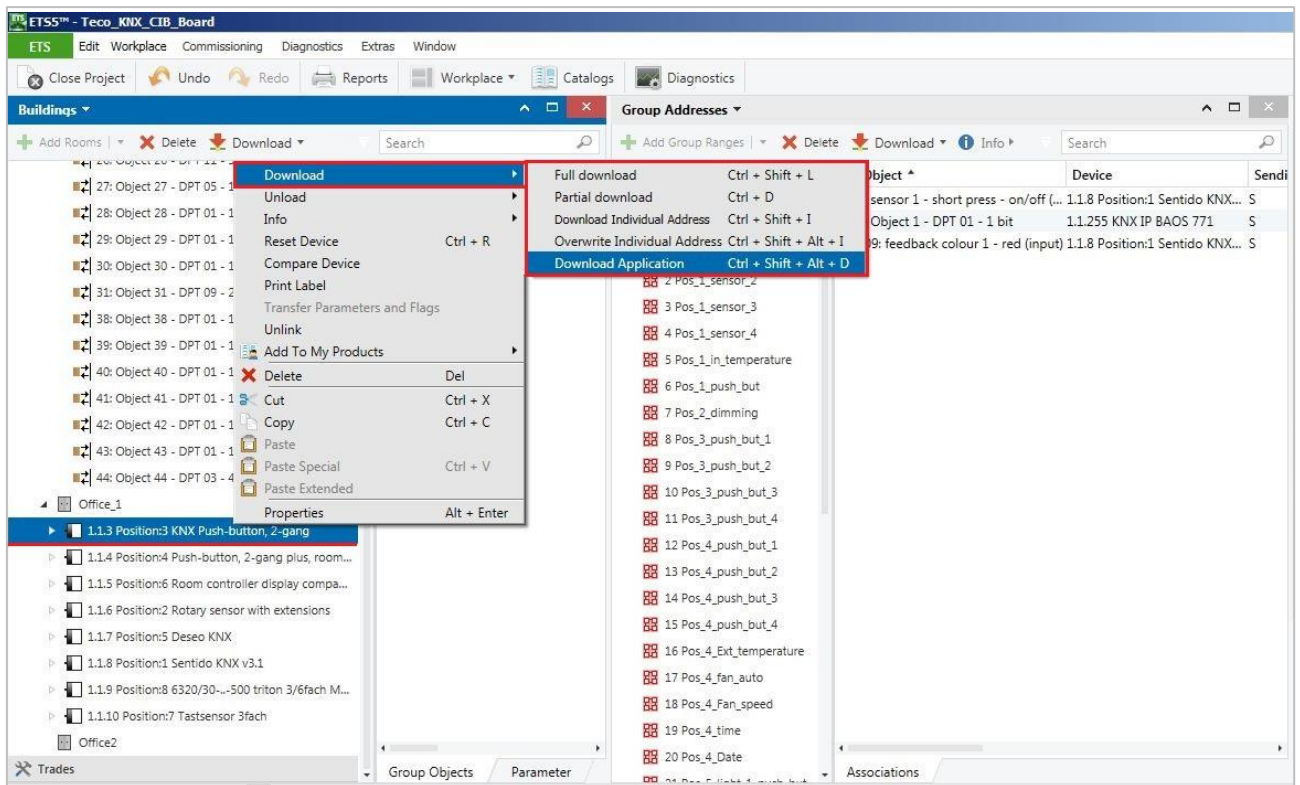 ETS5™ - Teco_KNX_CIB_Board
ETS Edit Workplace Commissioning Diagnostics Extras Window
Close Project Undo Redo Reports Workplace Catalogs Diagnostics
Buildings
Add Rooms Delete Download Search
27: Object 27 - DPT 05 - 1
28: Object 28 - DPT 01 - 1
29: Object 29 - DPT 01 - 1
30: Object 30 - DPT 01 - 1
31: Object 31 - DPT 09 - 2
38: Object 38 - DPT 01 - 1
39: Object 39 - DPT 01 - 1
40: Object 40 - DPT 01 - 1
41: Object 41 - DPT 01 - 1
42: Object 42 - DPT 01 - 1
43: Object 43 - DPT 01 - 1
44: Object 44 - DPT 03 - 4
Office_1
1.1.3 Position:3 KNX Push-button, 2-gang
1.1.4 Position:4 Push-button, 2-gang plus, room...
1.1.5 Position:6 Room controller display compa...
1.1.6 Position:2 Rotary sensor with extensions
1.1.7 Position:5 Deseo KNX
1.1.8 Position:1 Sentido KNX v3.1
1.1.9 Position:8 6320/30-..-500 triton 3/6fach M...
1.1.10 Position:7 Tastsensor 3fach
Office2
Trades
Download
Unload
Info
Reset Device Ctrl + R
Compare Device
Print Label
Transfer Parameters and Flags
Unlink
Add To My Products
Delete Del
Cut Ctrl + X
Copy Ctrl + C
Paste
Paste Special Ctrl + V
Paste Extended
Properties Alt + Enter
Full download Ctrl + Shift + L
Partial download Ctrl + D
Download Individual Address Ctrl + Shift + I
Overwrite Individual Address Ctrl + Shift + Alt + I
Download Application Ctrl + Shift + Alt + D
Group Objects Parameter
Group Addresses
Add Group Ranges Delete Download Info Search
2 Pos_1_sensor_2
3 Pos_1_sensor_3
4 Pos_1_sensor_4
5 Pos_1_in_temperature
6 Pos_1_push_but
7 Pos_2_dimming
8 Pos_3_push_but_1
9 Pos_3_push_but_2
10 Pos_3_push_but_3
11 Pos_3_push_but_4
12 Pos_4_push_but_1
13 Pos_4_push_but_2
14 Pos_4_push_but_3
15 Pos_4_push_but_4
16 Pos_4_Ext_temperature
17 Pos_4_fan_auto
18 Pos_4_Fan_speed
19 Pos_4_time
20 Pos_4_Date
Object Device Sendi
sensor 1 - short press - on/off (... 1.1.8 Position:1 Sentido KNX... S
Object 1 - DPT 01 - 1 bit 1.1.255 KNX IP BAOS 771 S
09: feedback colour 1 - red (input) 1.1.8 Position:1 Sentido KNX... S
Associations